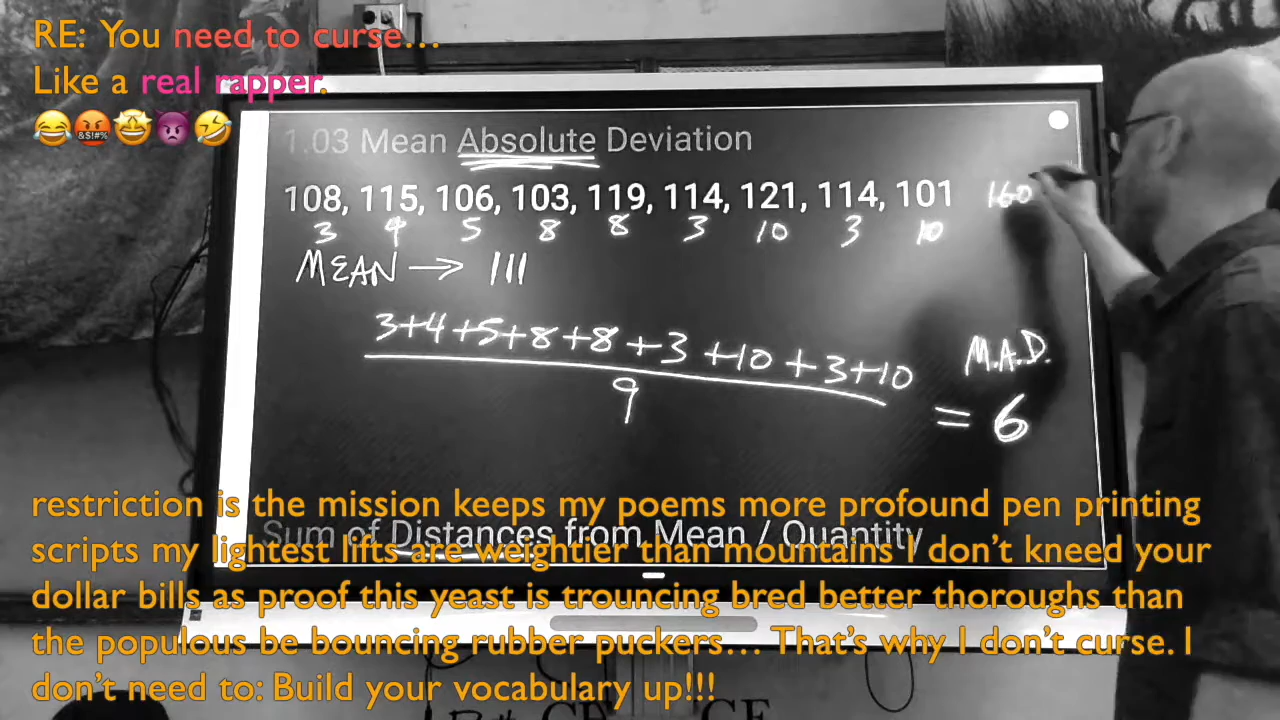 RE: You need to curse…
Like a real rapper.
😂🤬🤩👿🤣
1.03 Mean Absolute Deviation
108, 115, 106, 103, 119, 114, 121, 114, 101 160
3 4 5 8 8 3 10 3 10
MEAN → 111
3+4+5+8+8+3+10+3+10
9
M.A.D.
= 6
restriction is the mission keeps my poems more profound pen printing
Sum of Distances from Mean / Quantity
scripts my lightest lifts are weightier than mountains I don’t kneed your
dollar bills as proof this yeast is trouncing bred better thoroughs than
the populous be bouncing rubber puckers… That’s why I don’t curse. I
don’t need to: Build your vocabulary up!!!